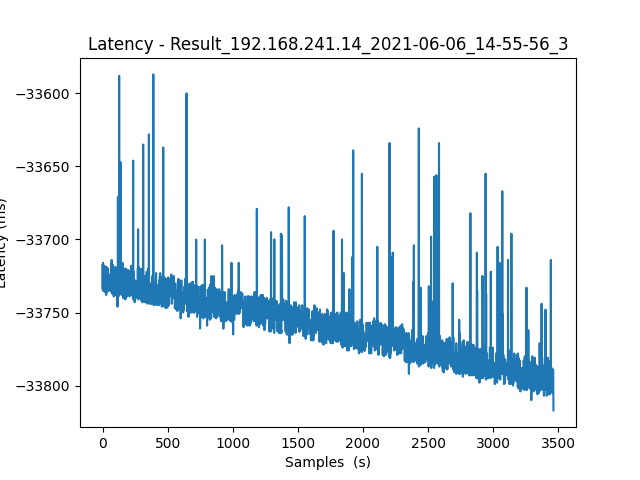 Latency - Result_192.168.241.14_2021-06-06_14-55-56_3
Latency (ms)
−33600
−33650
−33700
−33750
−33800
0 500 1000 1500 2000 2500 3000 3500
Samples (s)